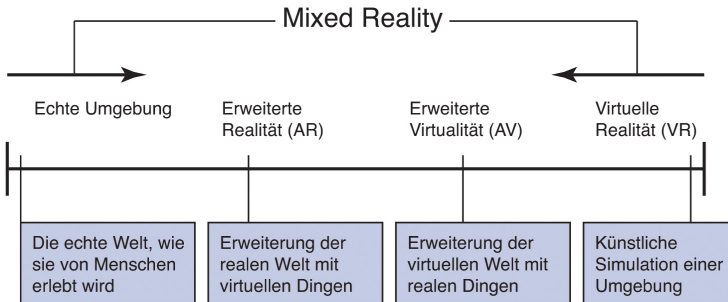 Mixed Reality
Echte Umgebung
Erweiterte
Realität (AR)
Erweiterte
Virtualität (AV)
Virtuelle
Realität (VR)
Die echte Welt, wie
sie von Menschen
erlebt wird
Erweiterung der
realen Welt mit
virtuellen Dingen
Erweiterung der
virtuellen Welt mit
realen Dingen
Künstliche
Simulation einer
Umgebung